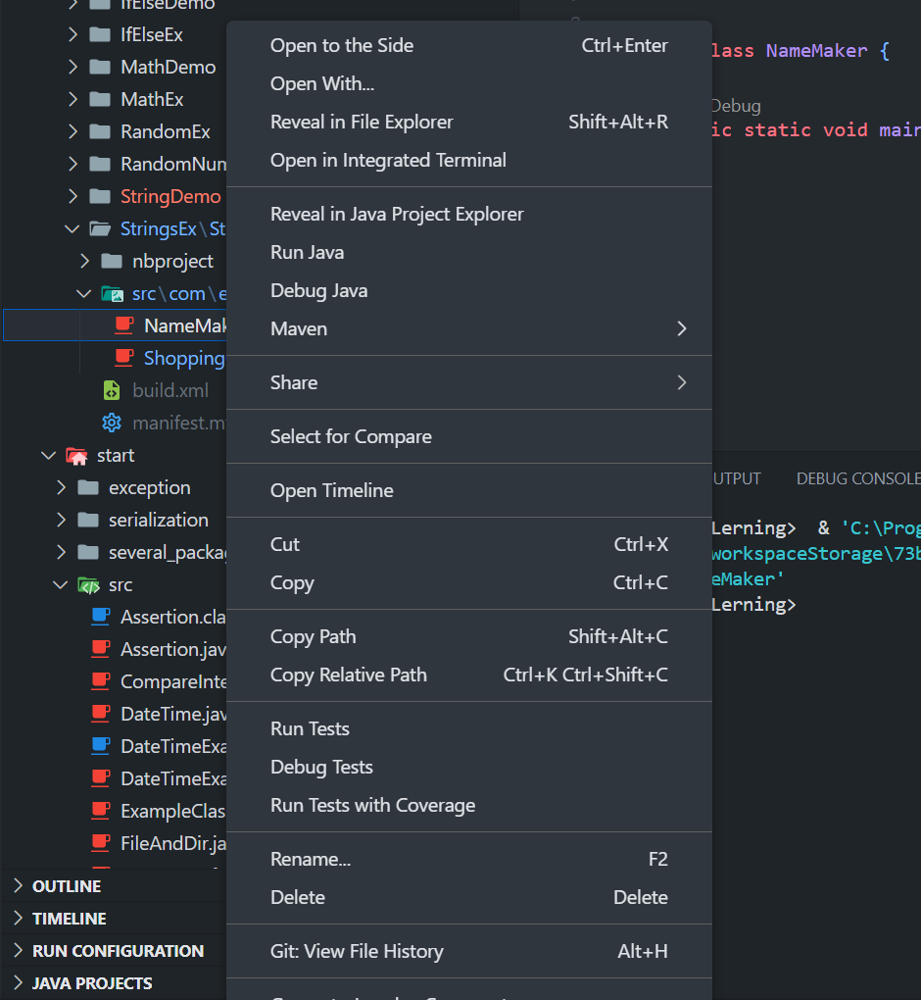 IfElseDemo
IfElseEx
MathDemo
MathEx
RandomEx
RandomNum
StringDemo
StringsEx\St
nbproject
src\com\e
NameMak
Shopping
build.xml
manifest.m
start
exception
serialization
several_packag
src
Assertion.cla
Assertion.jav
CompareInte
DateTime.jav
DateTimeExa
DateTimeExa
ExampleClas
FileAndDir.ja
OUTLINE
TIMELINE
RUN CONFIGURATION
JAVA PROJECTS
Open to the Side Ctrl+Enter
Open With...
Reveal in File Explorer Shift+Alt+R
Open in Integrated Terminal
Reveal in Java Project Explorer
Run Java
Debug Java
Maven
Share
Select for Compare
Open Timeline
Cut Ctrl+X
Copy Ctrl+C
Copy Path Shift+Alt+C
Copy Relative Path Ctrl+K Ctrl+Shift+C
Run Tests
Debug Tests
Run Tests with Coverage
Rename... F2
Delete Delete
Git: View File History Alt+H
lass NameMaker {
Debug
ic static void main
UTPUT DEBUG CONSOLE
Lerning> & 'C:\Prog
workspaceStorage\73b
eMaker'
Lerning>